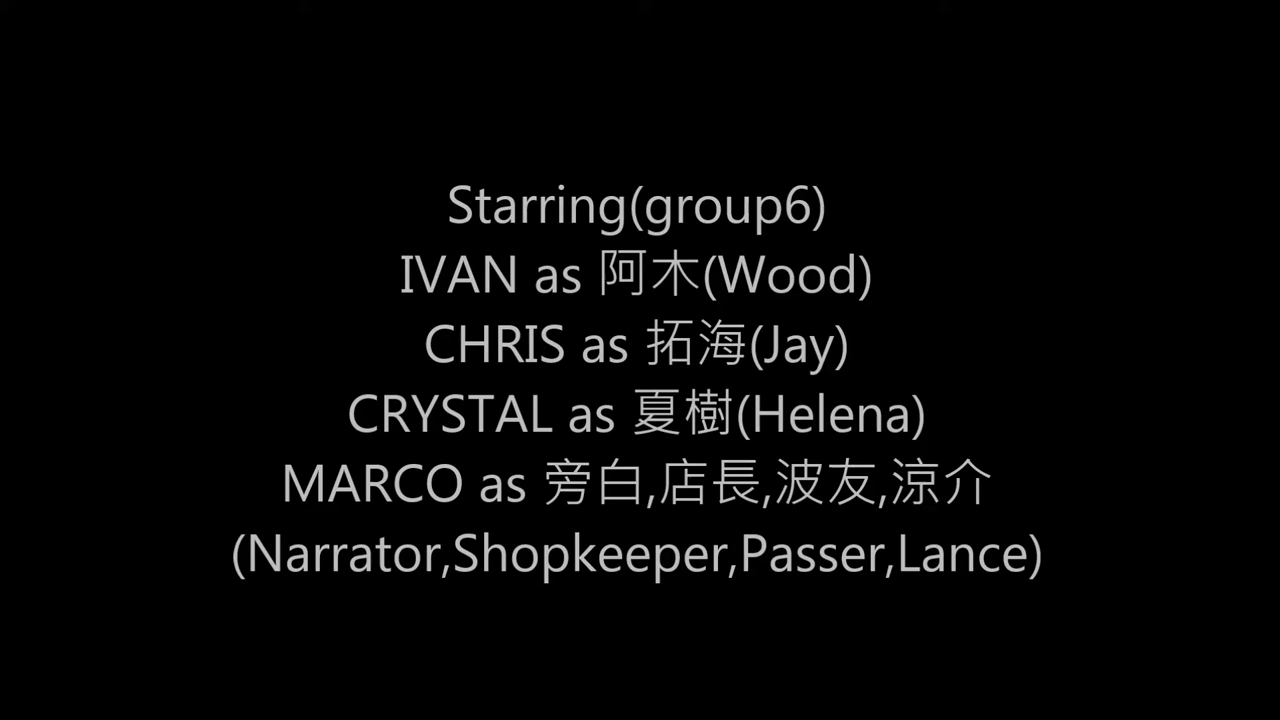 Starring(group6)
IVAN as 阿木(Wood)
CHRIS as 拓海(Jay)
CRYSTAL as 夏樹(Helena)
MARCO as 旁白,店長,波友,涼介
(Narrator,Shopkeeper,Passer,Lance)